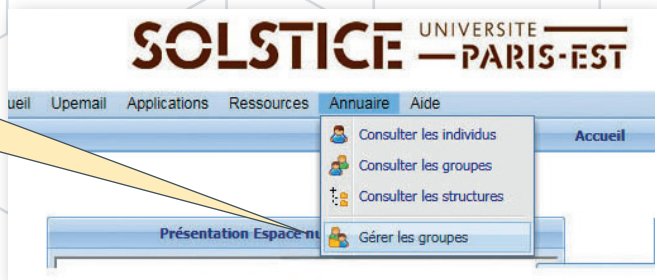 SOLSTICE UNIVERSITE PARIS-EST
ueil Upemail Applications Ressources Annuaire Aide
Consulter les individus
Accueil
Consulter les groupes
Consulter les structures
Présentation Espace nu
Gérer les groupes